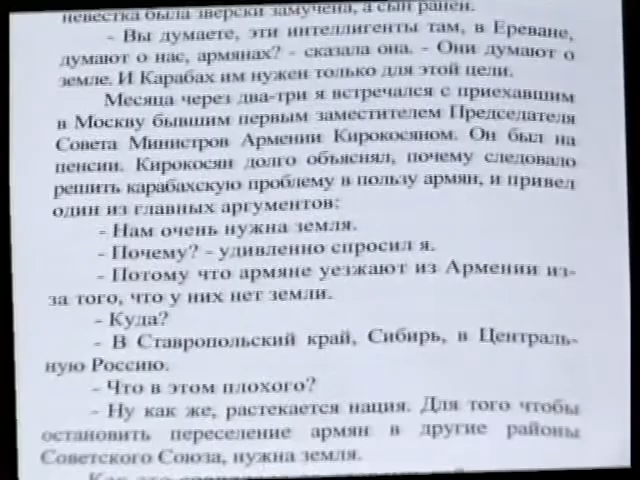 невестка была зверски замучена, а сын ранен.
- Вы думаете, эти интеллигенты там, в Ереване,
думают о нас, армянах? - сказала она. - Они думают о
земле. И Карабах им нужен только для этой цели.
Месяца через два-три я встречался с приехавшим
в Москву бывшим первым заместителем Председателя
Совета Министров Армении Кирокосяном. Он был на
пенсии. Кирокосян долго объяснял, почему следовало
решить карабахскую проблему в пользу армян, и привел
один из главных аргументов:
- Нам очень нужна земля.
- Почему? - удивленно спросил я.
- Потому что армяне уезжают из Армении из-
за того, что у них нет земли.
- Куда?
- В Ставропольский край, Сибирь, в Централь-
ную Россию.
- Что в этом плохого?
- Ну как же, растекается нация. Для того чтобы
остановить переселение армян в другие районы
Советского Союза, нужна земля.